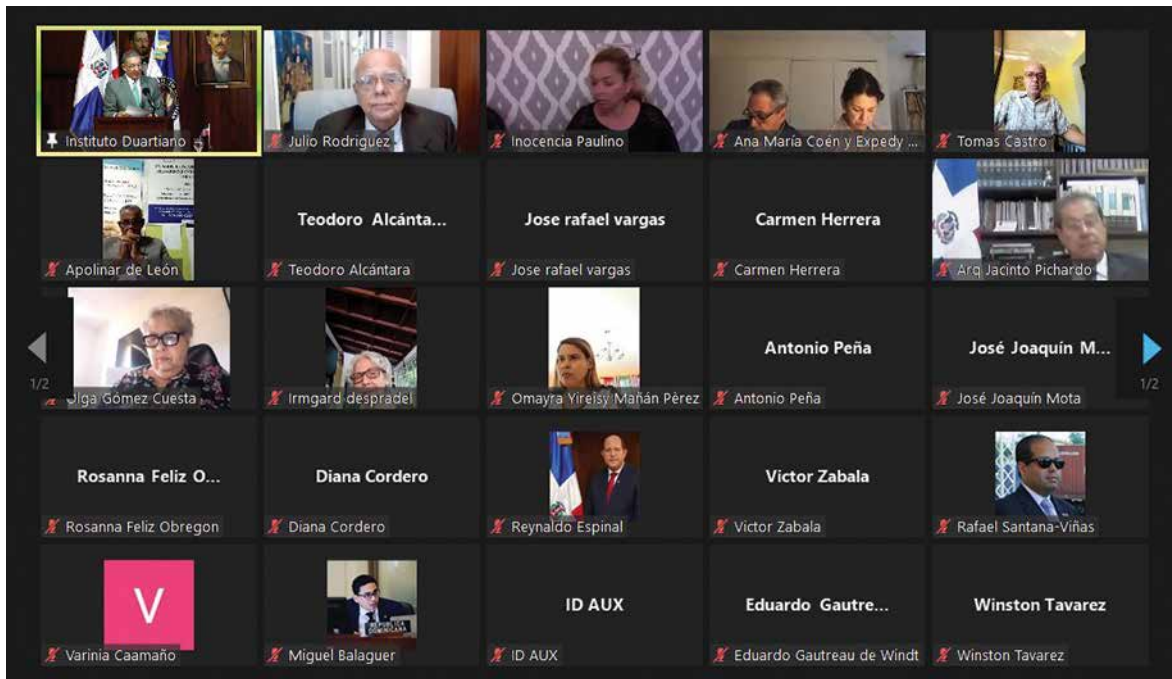 Instituto Duartiano
Julio Rodriguez
Inocencia Paulino
Ana María Coén y Expedy ...
Tomas Castro
Apolinar de León
Teodoro Alcánta...
Teodoro Alcántara
Jose rafael vargas
Jose rafael vargas
Carmen Herrera
Carmen Herrera
Arq Jacinto Pichardo
1/2
Olga Gómez Cuesta
Irmgard despradel
Omayra Yireisy Mañán Pèrez
Antonio Peña
Antonio Peña
José Joaquín M...
José Joaquín Mota
1/2
Rosanna Feliz O...
Rosanna Feliz Obregon
Diana Cordero
Diana Cordero
Reynaldo Espinal
Victor Zabala
Victor Zabala
Rafael Santana-Viñas
V
Varinia Caamaño
REPUBLICA
DOMINICANA
Miguel Balaguer
ID AUX
ID AUX
Eduardo Gautre...
Eduardo Gautreau de Windt
Winston Tavarez
Winston Tavarez